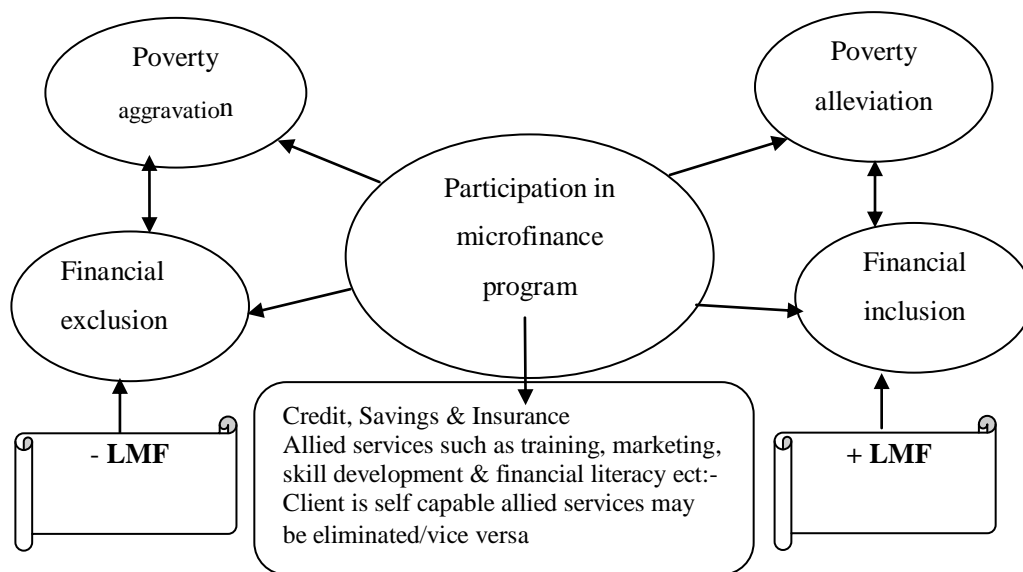 Poverty
aggravation
Poverty
alleviation
Participation in
microfinance
program
Financial
exclusion
Financial
inclusion
- LMF
Credit, Savings & Insurance
Allied services such as training, marketing,
skill development & financial literacy ect:-
Client is self capable allied services may
be eliminated/vice versa
+ LMF